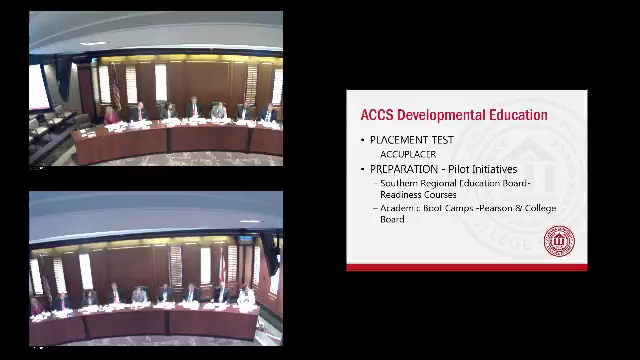 ACCS Developmental Education
• PLACEMENT TEST
ACCUPLACER
• PREPARATION - Pilot Initiatives
– Southern Regional Education Board-
Readiness Courses
– Academic Boot Camps -Pearson & College
Board